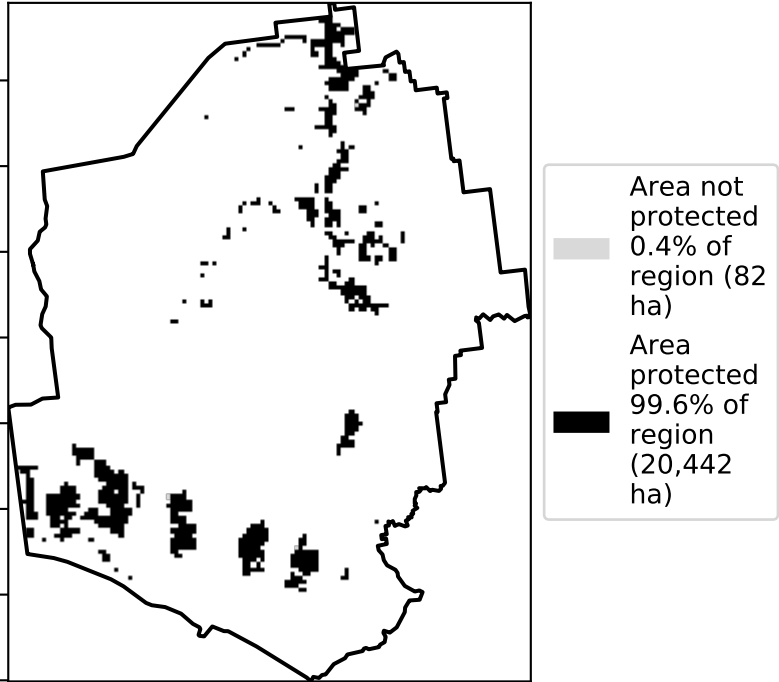 Area not
protected
0.4% of
region (82
ha)
Area
protected
99.6% of
region
(20,442
ha)